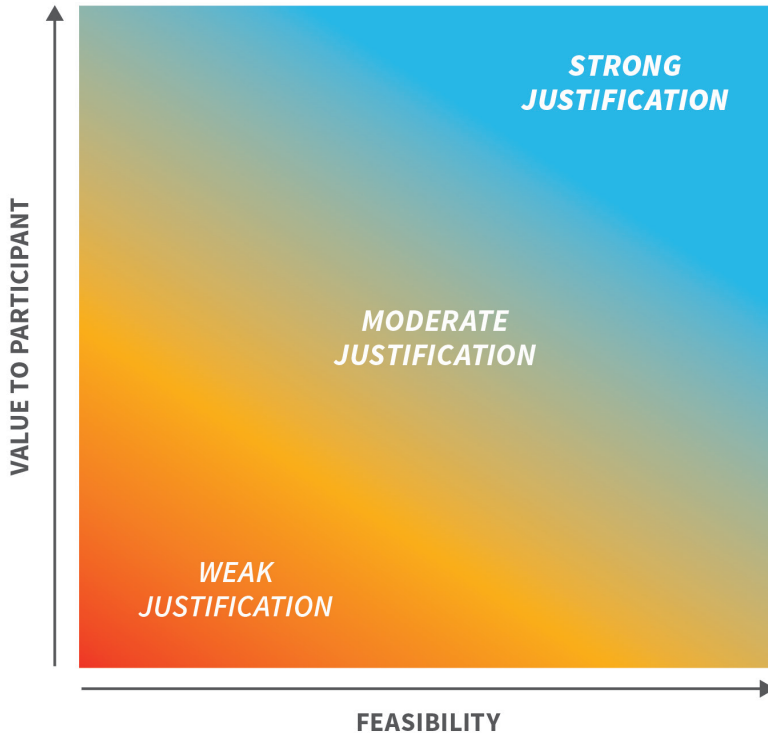 STRONG
JUSTIFICATION
VALUE TO PARTICIPANT
MODERATE
JUSTIFICATION
WEAK
JUSTIFICATION
FEASIBILITY